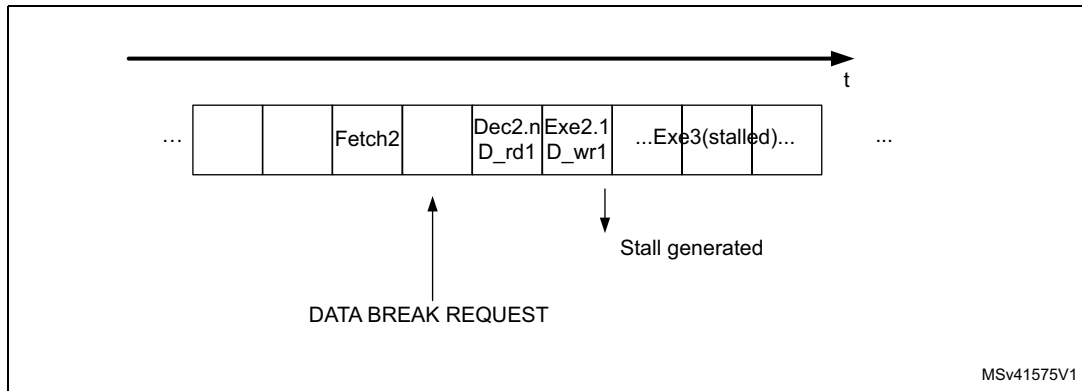 t
...
Fetch2
Dec2.n
D_rd1
Exe2.1
D_wr1
...Exe3(stalled)...
...
Stall generated
DATA BREAK REQUEST
MSv41575V1